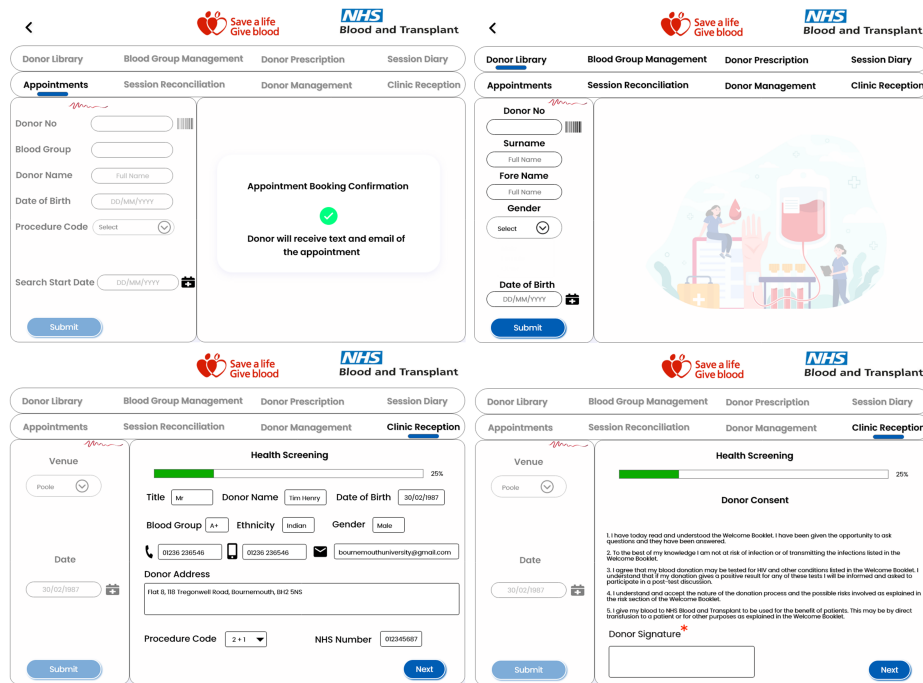 Save a life
Give blood
NHS
Blood and Transplant
Donor Library Blood Group Management Donor Prescription Session Diary
Appointments Session Reconciliation Donor Management Clinic Reception
Donor No
Blood Group
Donor Name Full Name
Date of Birth DD/MM/YYYY
Procedure Code Select
Search Start Date DD/MM/YYYY
Submit
Appointment Booking Confirmation
Donor will receive text and email of
the appointment
Save a life
Give blood
NHS
Blood and Transplant
Donor Library Blood Group Management Donor Prescription Session Diary
Appointments Session Reconciliation Donor Management Clinic Reception
Donor No
Surname
Full Name
Fore Name
Full Name
Gender
Select
Date of Birth
DD/MM/YYYY
Submit
Save a life
Give blood
NHS
Blood and Transplant
Donor Library Blood Group Management Donor Prescription Session Diary
Appointments Session Reconciliation Donor Management Clinic Reception
Venue
Poole
Date
30/02/1987
Submit
Health Screening
25%
Title Mr Donor Name Tim Henry Date of Birth 30/02/1987
Blood Group A+ Ethnicity Indian Gender Male
01236 236546 01236 236546 bournemouthuniversity@gmail.com
Donor Address
Flat 8, 118 Tregonwell Road, Bournemouth, BH2 5NS
Procedure Code 2 + 1 NHS Number 012345687
Next
Save a life
Give blood
NHS
Blood and Transplant
Donor Library Blood Group Management Donor Prescription Session Diary
Appointments Session Reconciliation Donor Management Clinic Reception
Venue
Poole
Date
30/02/1987
Submit
Health Screening
25%
Donor Consent
1. I have today read and understood the Welcome Booklet. I have been given the opportunity to ask
questions and they have been answered.
2. To the best of my knowledge I am not at risk of infection or of transmitting the infections listed in the
Welcome Booklet.
3. I agree that my blood donation may be tested for HIV and other conditions listed in the Welcome Booklet. I
understand that if my donation gives a positive result for any of these tests I will be informed and asked to
participate in a post-test discussion.
4. I understand and accept the nature of the donation process and the possible risks involved as explained in
the risk section of the Welcome Booklet.
5. I give my blood to NHS Blood and Transplant to be used for the benefit of patients. This may be by direct
transfusion to a patient or for other purposes as explained in the Welcome Booklet.
Donor Signature*
Next